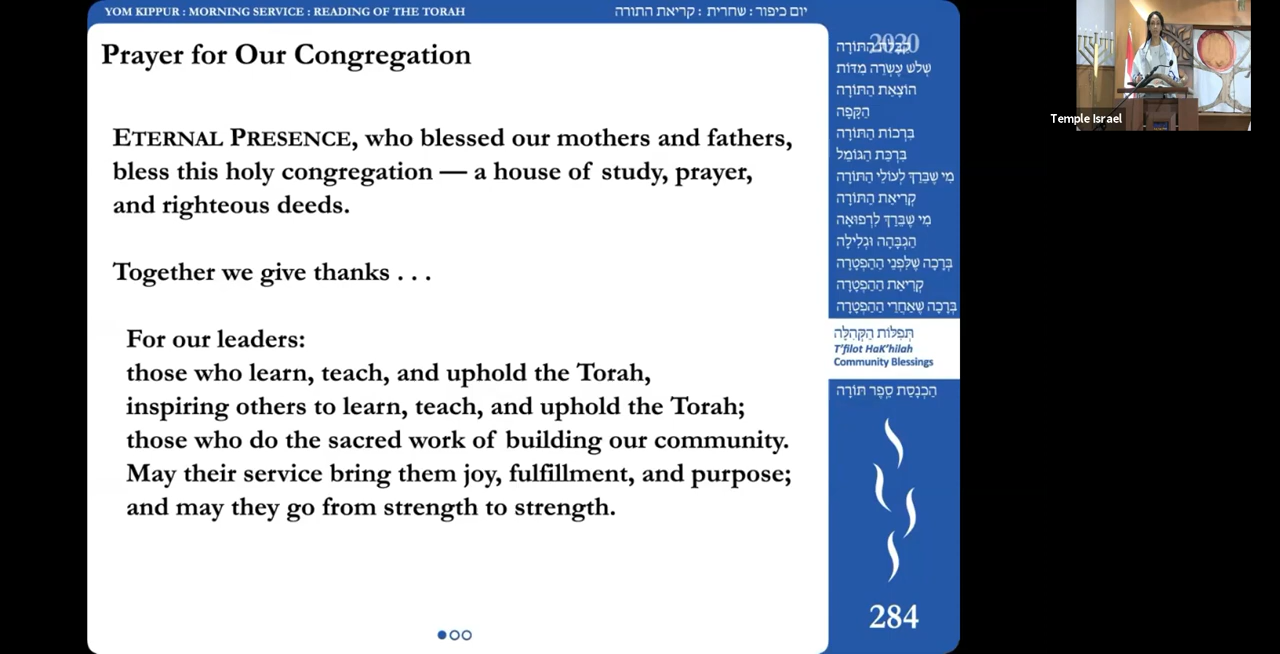 YOM KIPPUR : MORNING SERVICE : READING OF THE TORAH
יום כיפור : שחרית : קריאת התורה
Prayer for Our Congregation
ETERNAL PRESENCE, who blessed our mothers and fathers,
bless this holy congregation — a house of study, prayer,
and righteous deeds.
Together we give thanks . . .
For our leaders:
those who learn, teach, and uphold the Torah,
inspiring others to learn, teach, and uphold the Torah;
those who do the sacred work of building our community.
May their service bring them joy, fulfillment, and purpose;
and may they go from strength to strength.
2020
קַבָּלַת הַתּוֹרָה
שְׁלֹשׁ עֶשְׂרֵה מִדּוֹת
הוֹצָאַת הַתּוֹרָה
הַקָּפָה
בִּרְכוֹת הַתּוֹרָה
בִּרְכַּת הַגּוֹמֵל
מִי שֶׁבֵּרַךְ לְעוֹלֵי הַתּוֹרָה
קְרִיאַת הַתּוֹרָה
מִי שֶׁבֵּרַךְ לִרְפוּאָה
הַגְבָּהָה וּגְלִילָה
בְּרָכָה שֶׁלִּפְנֵי הַהַפְטָרָה
קְרִיאַת הַהַפְטָרָה
בְּרָכָה שֶׁאַחֲרֵי הַהַפְטָרָה
תְּפִלּוֹת הַקְּהִלָּה
T'filot HaK'hilah
Community Blessings
הַכְנָסַת סֵפֶר תּוֹרָה
284
Temple Israel